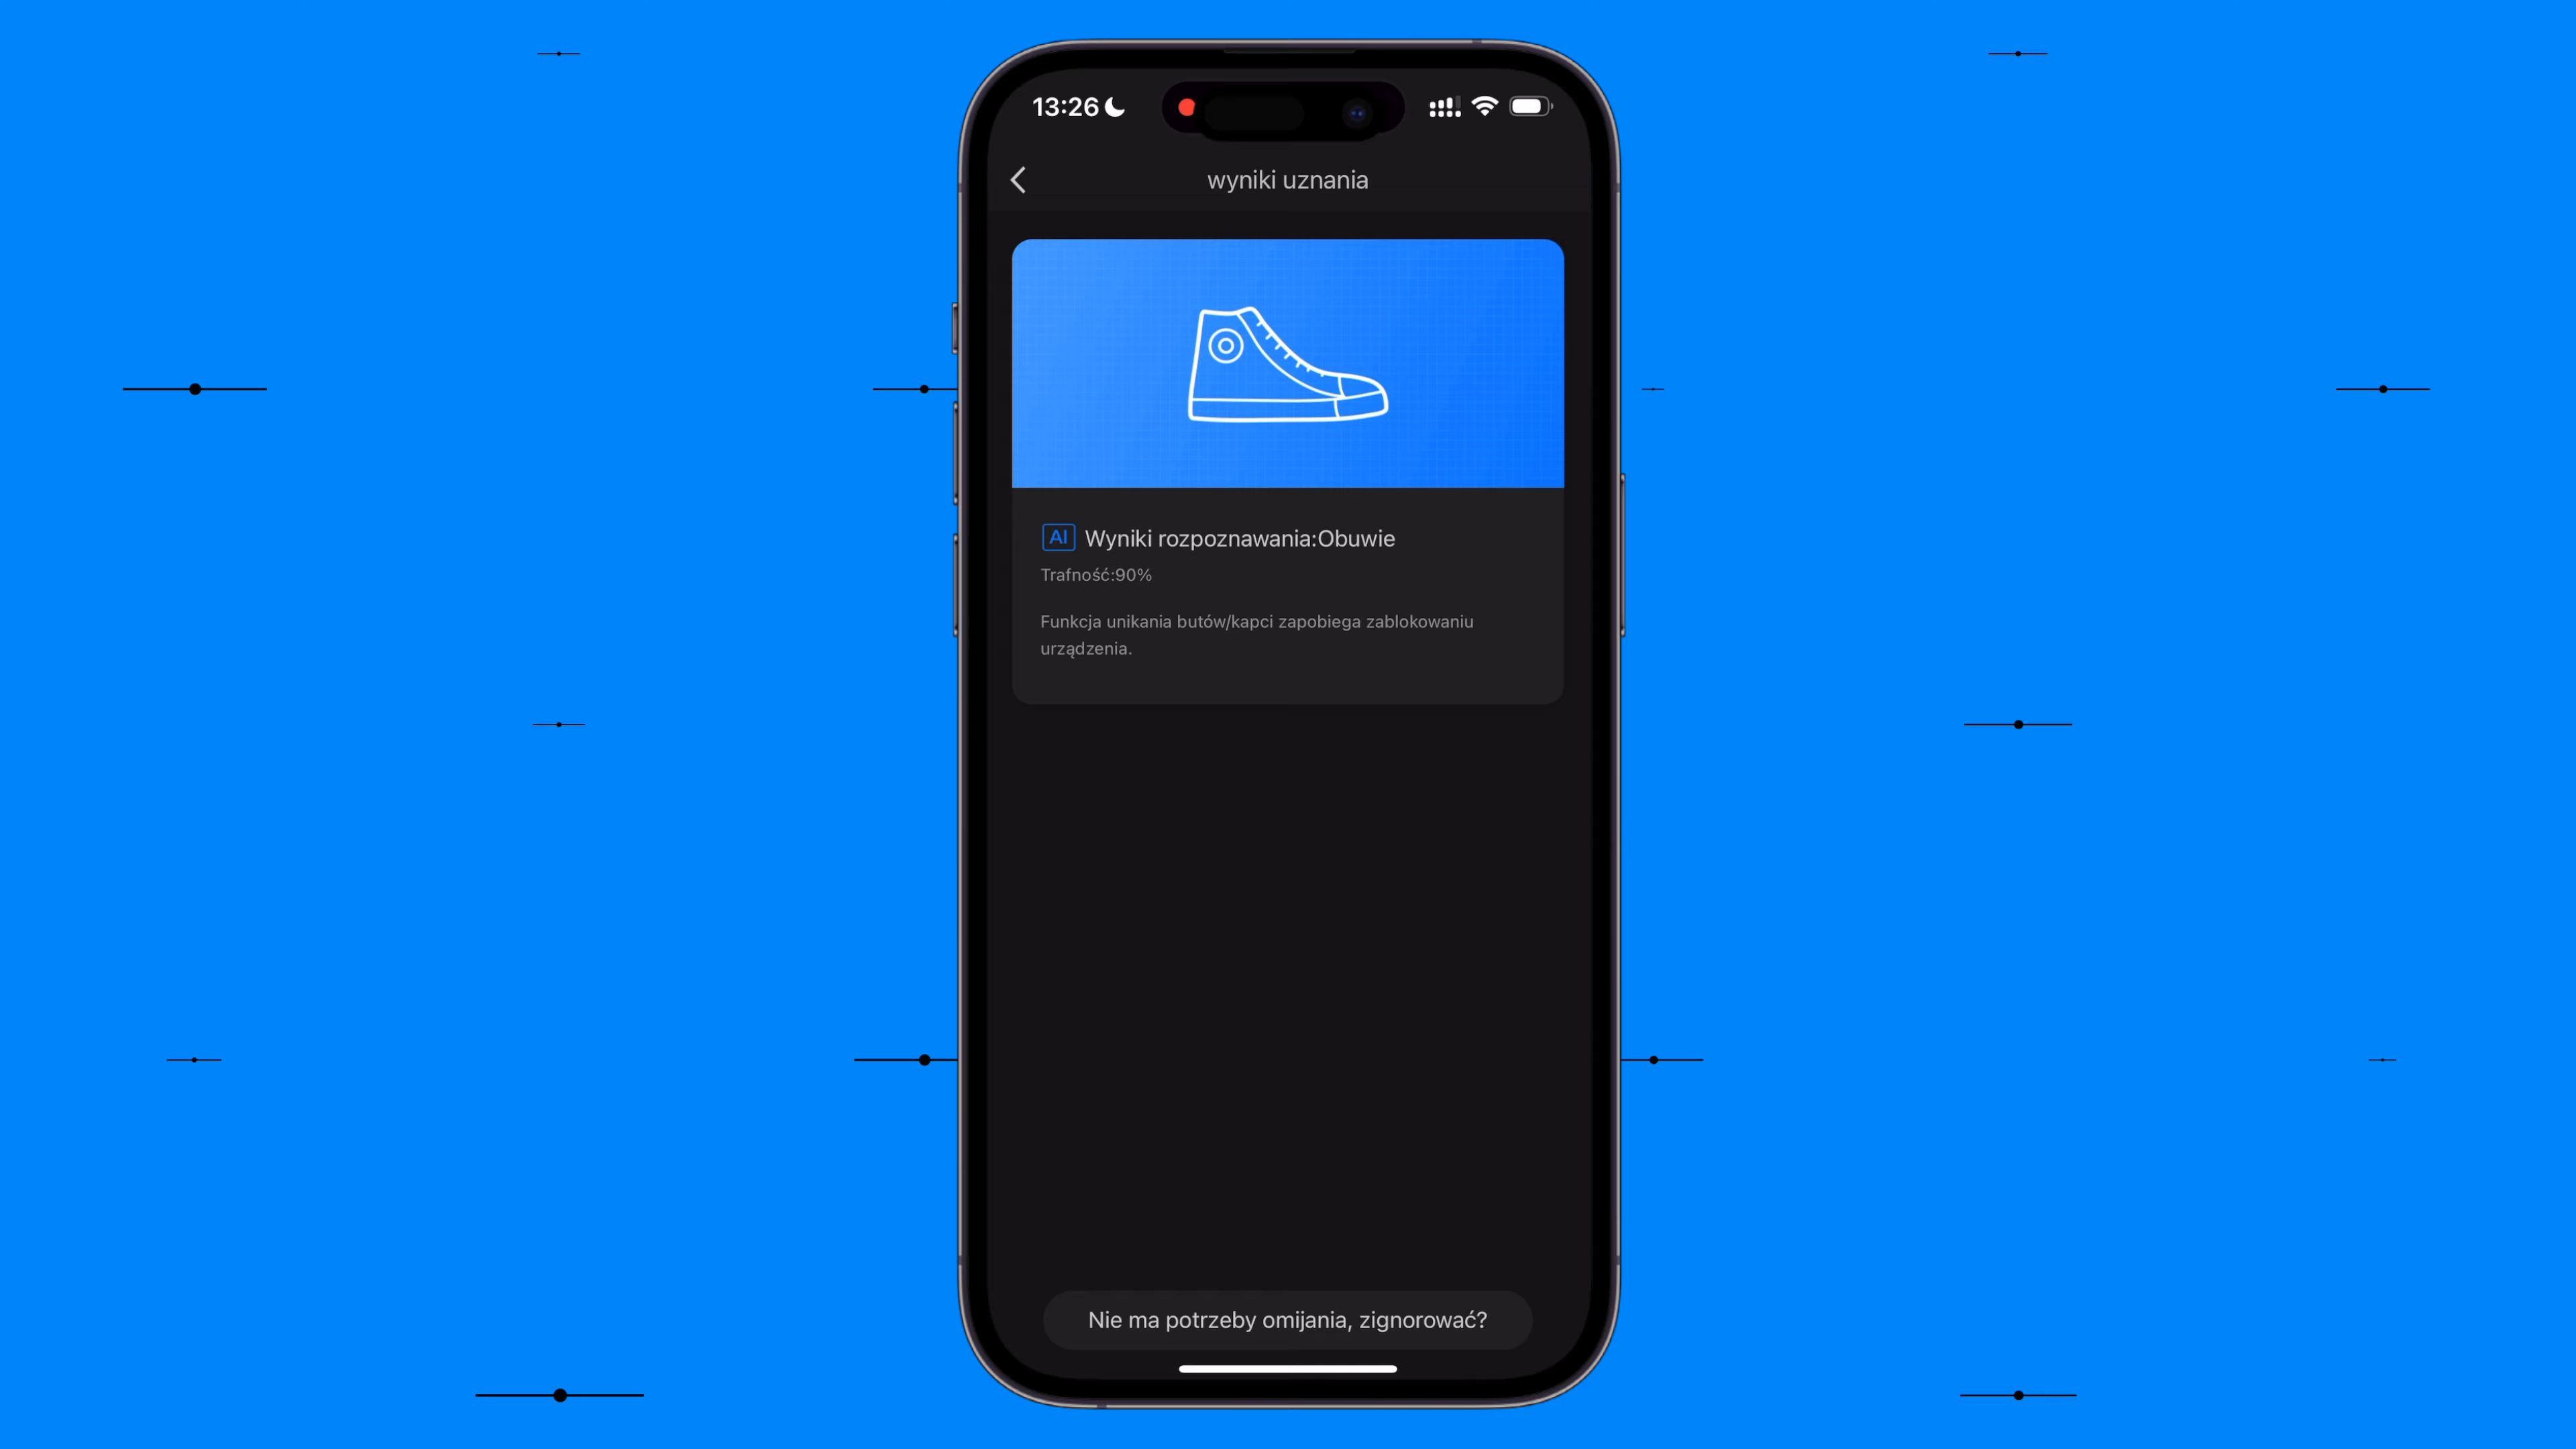 13:26
wyniki uznania
AI Wyniki rozpoznawania:Obuwie
Trafność:90%
Funkcja unikania butów/kapci zapobiega zablokowaniu
urządzenia.
Nie ma potrzeby omijania, zignorować?